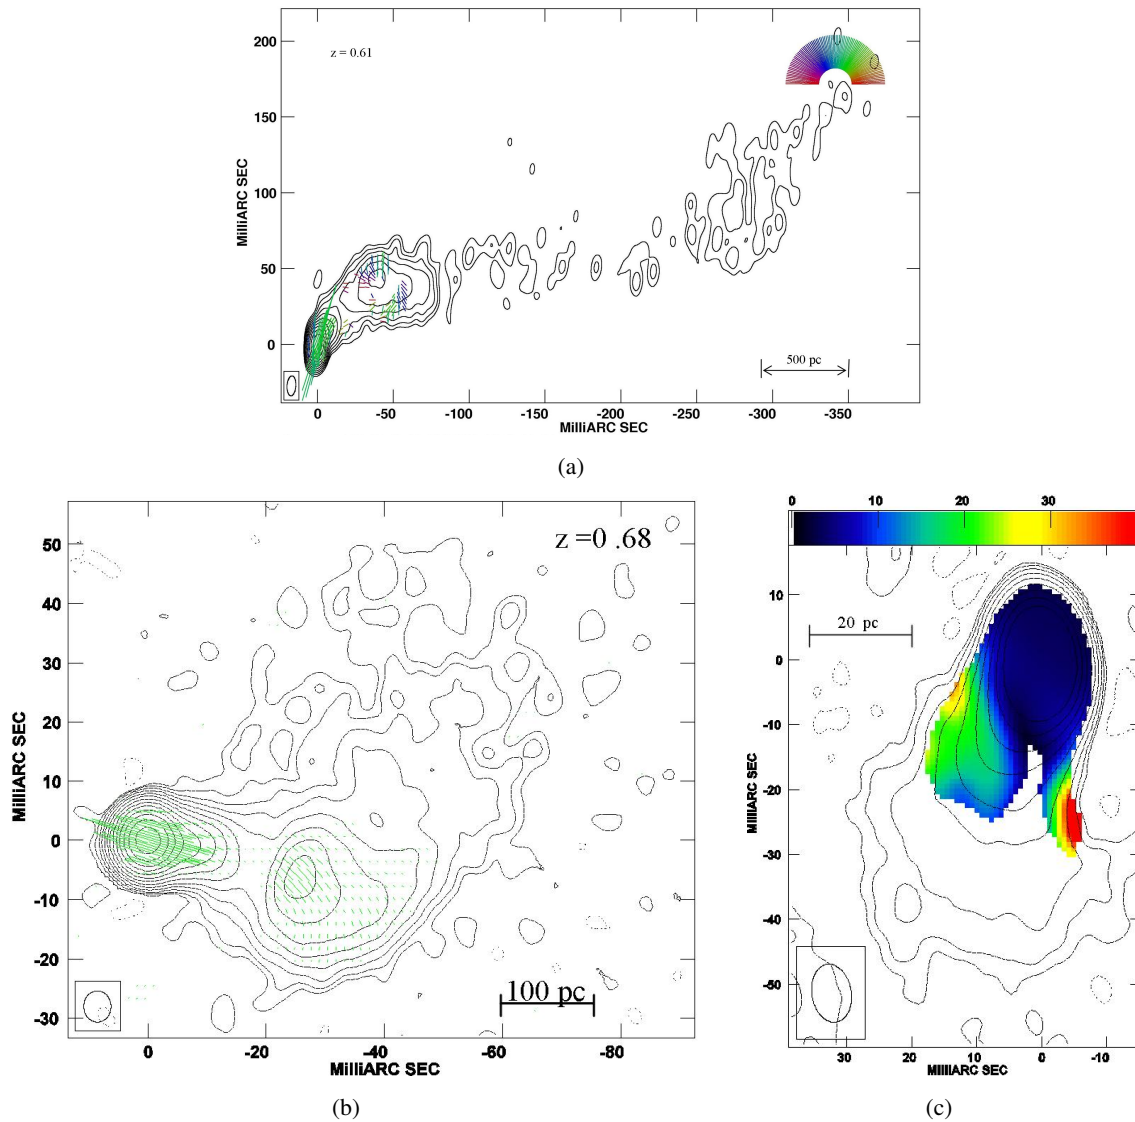 200
150
100
50
0
MilliARC SEC
z = 0.61
500 pc
0 -50 -100 -150 -200 -250 -300 -350
MilliARC SEC
(a)
50
40
30
20
10
0
-10
-20
-30
MilliARC SEC
z =0 .68
100 pc
0 -20 -40 -60 -80
MilliARC SEC
(b)
0 10 20 30
10
0
-10
-20
-30
-40
-50
MilliARC SEC
20 pc
30 20 10 0 -10
MilliARC SEC
(c)